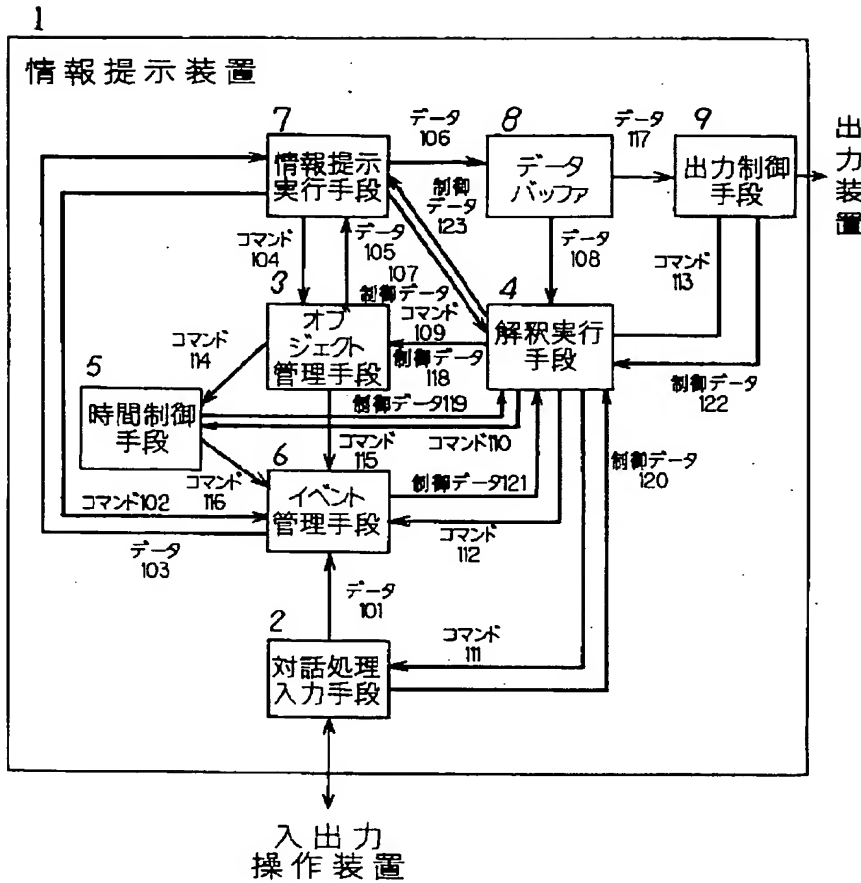 1
情報提示装置
7
情報提示
実行手段
データ
106
8
データ
バッファ
データ
117
9
出力制御
手段
出力装置
制御
データ
123
コマンド
104
データ
105
107
制御データ
データ
108
コマンド
113
3
オブ
ジェクト
管理手段
コマンド
109
制御データ
118
4
解釈実行
手段
制御データ
122
コマンド
114
5
時間制御
手段
制御データ119
コマンド110
コマンド
115
コマンド
116
制御データ
120
6
イベント
管理手段
制御データ121
コマンド
112
コマンド102
データ
103
データ
101
2
対話処理
入力手段
コマンド
111
入出力
操作装置